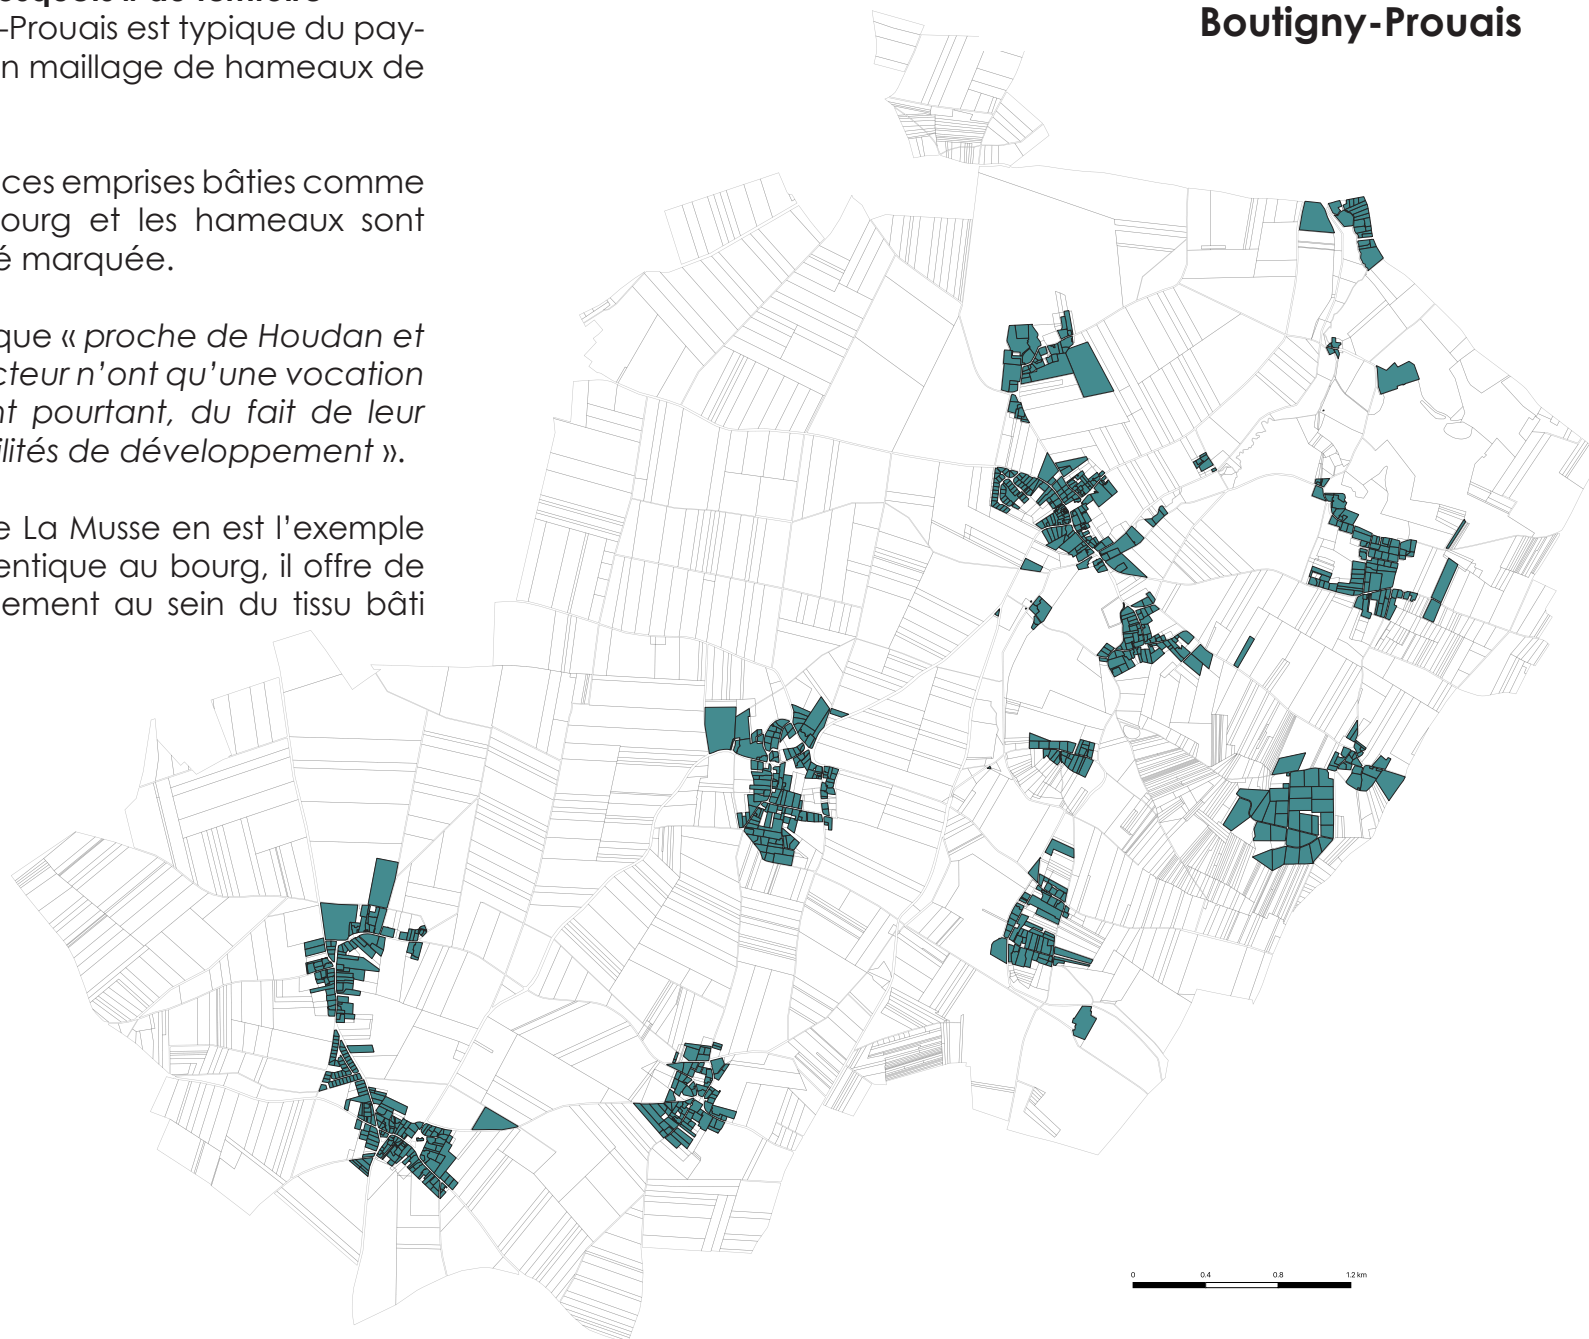 -Prouais est typique du pay-
n maillage de hameaux de
ces emprises bâties comme
ourg et les hameaux sont
é marquée.
que « proche de Houdan et
cteur n’ont qu’une vocation
nt pourtant, du fait de leur
ilités de développement ».
e La Musse en est l’exemple
entique au bourg, il offre de
ement au sein du tissu bâti
Boutigny-Prouais
0 0.4 0.8 1.2 km